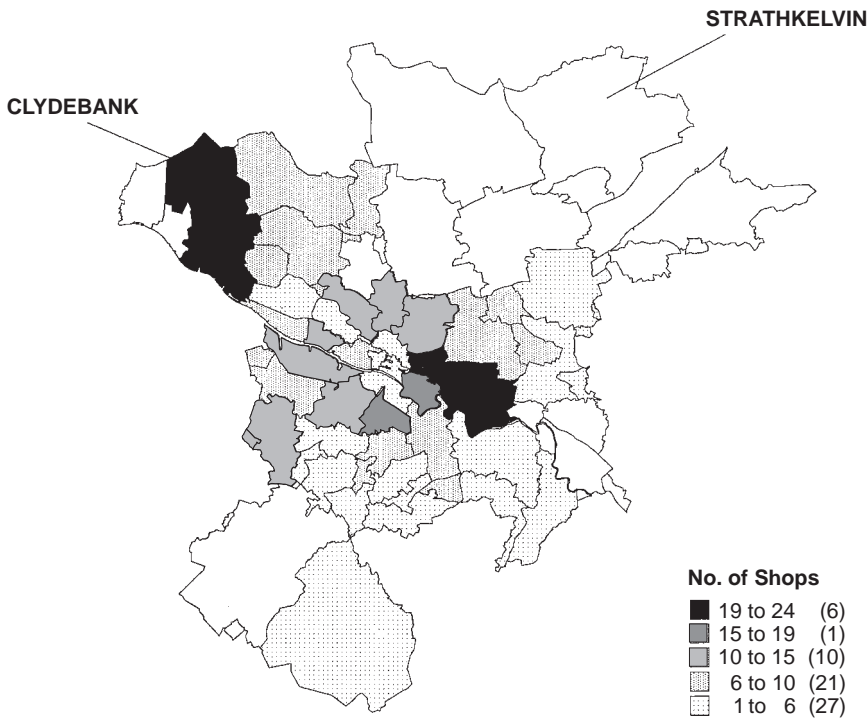 STRATHKELVIN
CLYDEBANK
No. of Shops
19 to 24 (6)
15 to 19 (1)
10 to 15 (10)
6 to 10 (21)
1 to 6 (27)